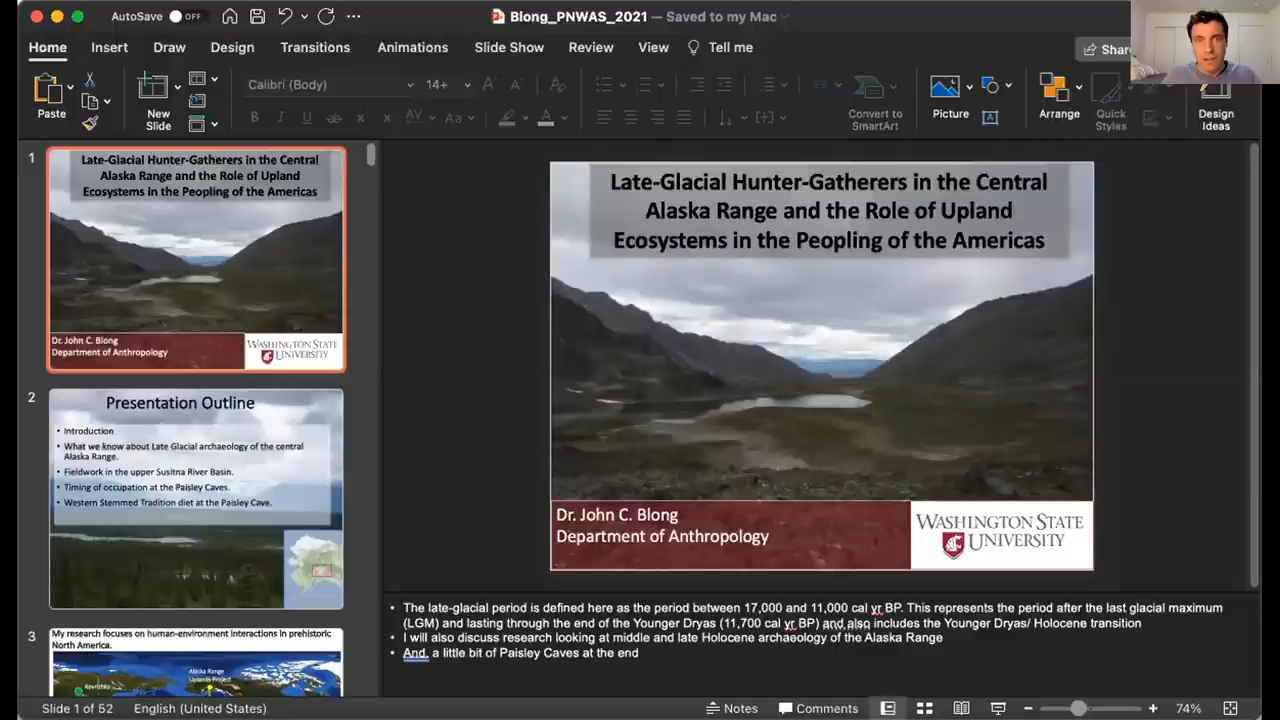 AutoSave OFF
Blong_PNWAS_2021 — Saved to my Mac
Home Insert Draw Design Transitions Animations Slide Show Review View Tell me
Share
Paste
New
Slide
Calibri (Body) 14+
Convert to
SmartArt
Picture
Arrange
Quick
Styles
Design
Ideas
1
Late-Glacial Hunter-Gatherers in the Central
Alaska Range and the Role of Upland
Ecosystems in the Peopling of the Americas
Dr. John C. Blong
Department of Anthropology
WASHINGTON STATE
UNIVERSITY
2
Presentation Outline
• Introduction
• What we know about Late Glacial archaeology of the central
Alaska Range.
• Fieldwork in the upper Susitna River Basin.
• Timing of occupation at the Paisley Caves.
• Western Stemmed Tradition diet at the Paisley Cave.
3
My research focuses on human-environment interactions in prehistoric
North America.
Alaska Range
Uplands Project
Late-Glacial Hunter-Gatherers in the Central
Alaska Range and the Role of Upland
Ecosystems in the Peopling of the Americas
Dr. John C. Blong
Department of Anthropology
WASHINGTON STATE
UNIVERSITY
• The late-glacial period is defined here as the period between 17,000 and 11,000 cal yr BP. This represents the period after the last glacial maximum
(LGM) and lasting through the end of the Younger Dryas (11,700 cal yr BP) and also includes the Younger Dryas/ Holocene transition
• I will also discuss research looking at middle and late Holocene archaeology of the Alaska Range
• And, a little bit of Paisley Caves at the end
Slide 1 of 52 English (United States) Notes Comments 74%